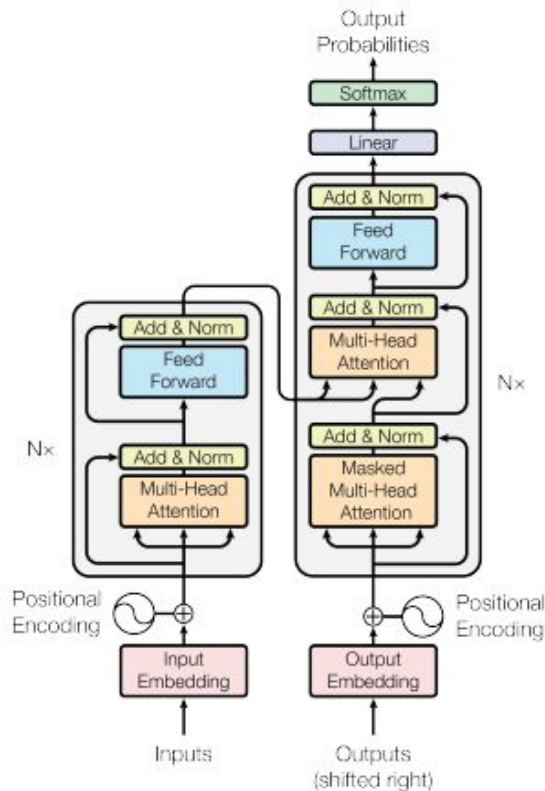 Output
Probabilities
Softmax
Linear
Add & Norm
Feed
Forward
Add & Norm
Multi-Head
Attention
Add & Norm
Masked
Multi-Head
Attention
N×
Add & Norm
Feed
Forward
Add & Norm
Multi-Head
Attention
N×
Positional
Encoding
Positional
Encoding
Input
Embedding
Output
Embedding
Inputs
Outputs
(shifted right)